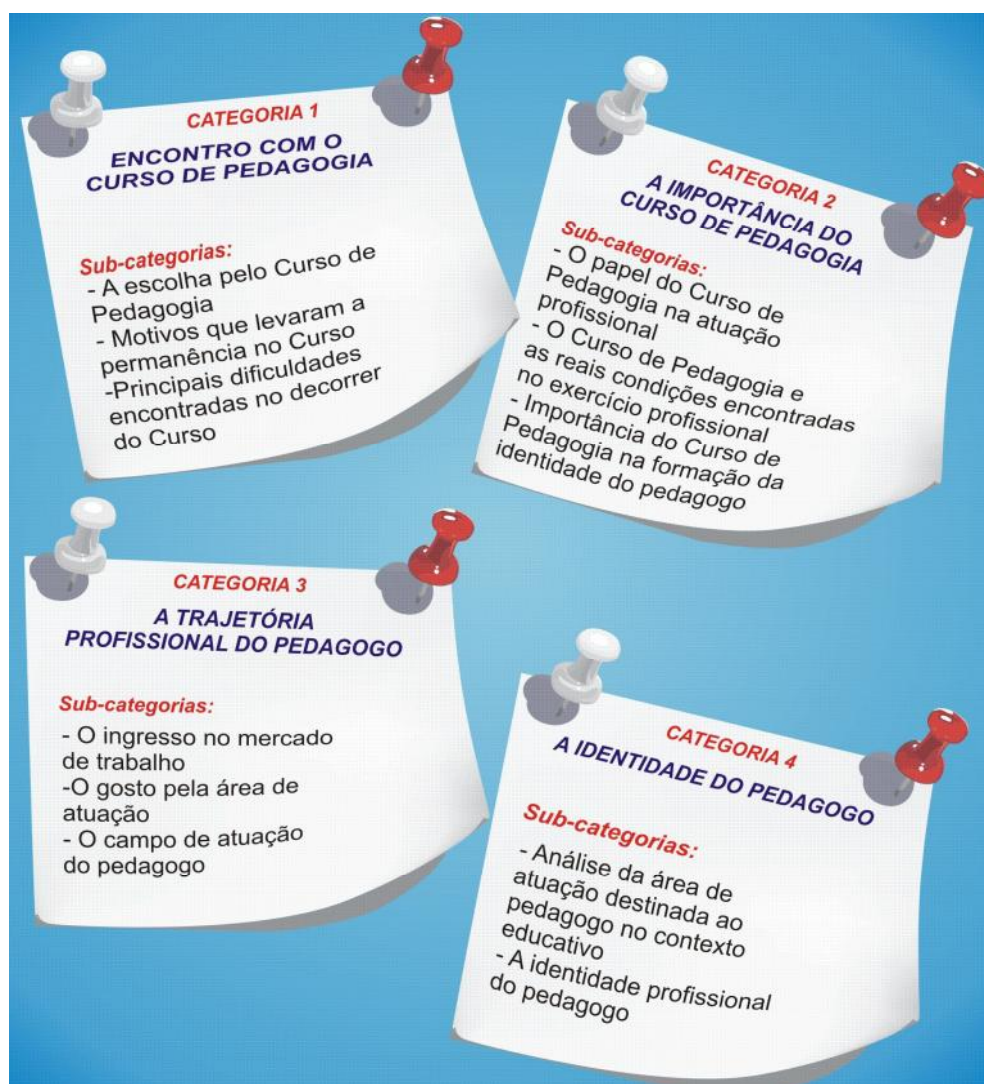 CATEGORIA 1
ENCONTRO COM O
CURSO DE PEDAGOGIA
Sub-categorias:
- A escolha pelo Curso de
Pedagogia
- Motivos que levaram a
permanência no Curso
-Principais dificuldades
encontradas no decorrer
do Curso
CATEGORIA 2
A IMPORTÂNCIA DO
CURSO DE PEDAGOGIA
Sub-categorias:
- O papel do Curso de
Pedagogia na atuação
profissional
- O Curso de Pedagogia e
as reais condições encontradas
no exercício profissional
- Importância do Curso de
Pedagogia na formação da
identidade do pedagogo
CATEGORIA 3
A TRAJETÓRIA
PROFISSIONAL DO PEDAGOGO
Sub-categorias:
- O ingresso no mercado
de trabalho
-O gosto pela área de
atuação
- O campo de atuação
do pedagogo
CATEGORIA 4
A IDENTIDADE DO PEDAGOGO
Sub-categorias:
- Análise da área de
atuação destinada ao
pedagogo no contexto
educativo
- A identidade profissional
do pedagogo